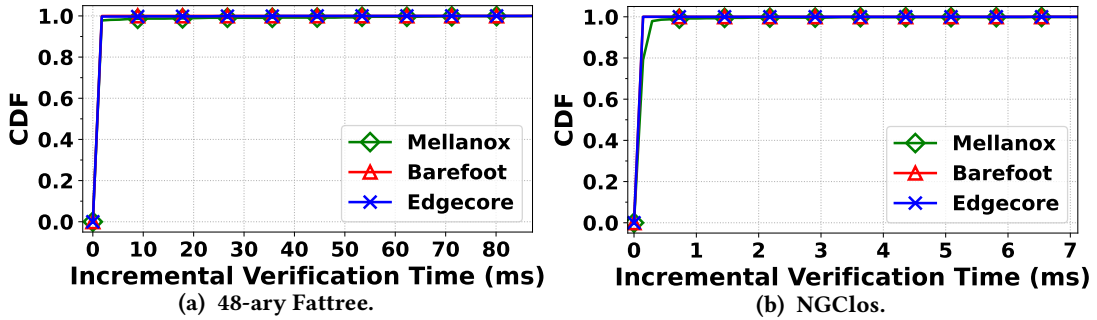 1.0
0.8
0.6
0.4
0.2
0.0
CDF
Mellanox
Barefoot
Edgecore
0 10 20 30 40 50 60 70 80
Incremental Verification Time (ms)
(a) 48-ary Fattree.
1.0
0.8
0.6
0.4
0.2
0.0
CDF
Mellanox
Barefoot
Edgecore
0 1 2 3 4 5 6 7
Incremental Verification Time (ms)
(b) NGClos.